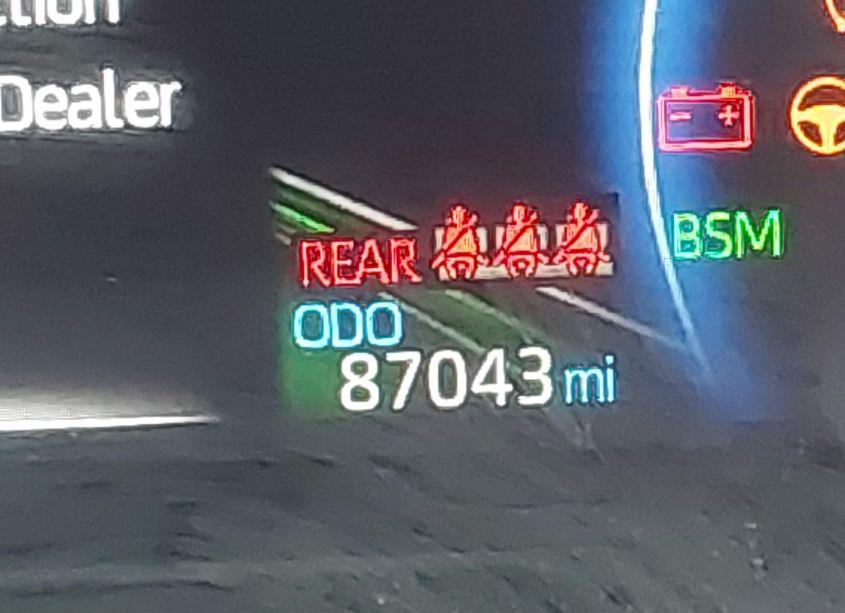 Dealer
REAR
BSM
ODO
87043 mi